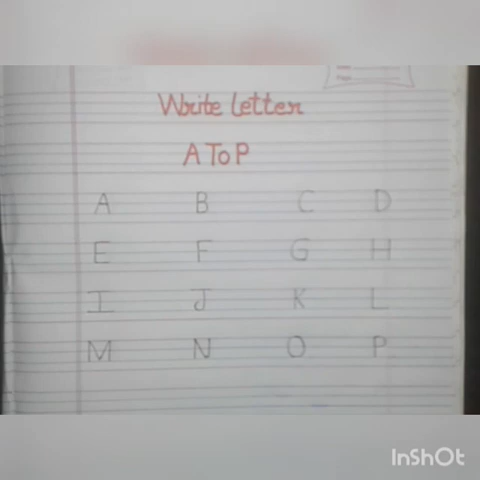 Write letter
A To P
A B C D
E F G H
I J K L
M N O P
InShOt